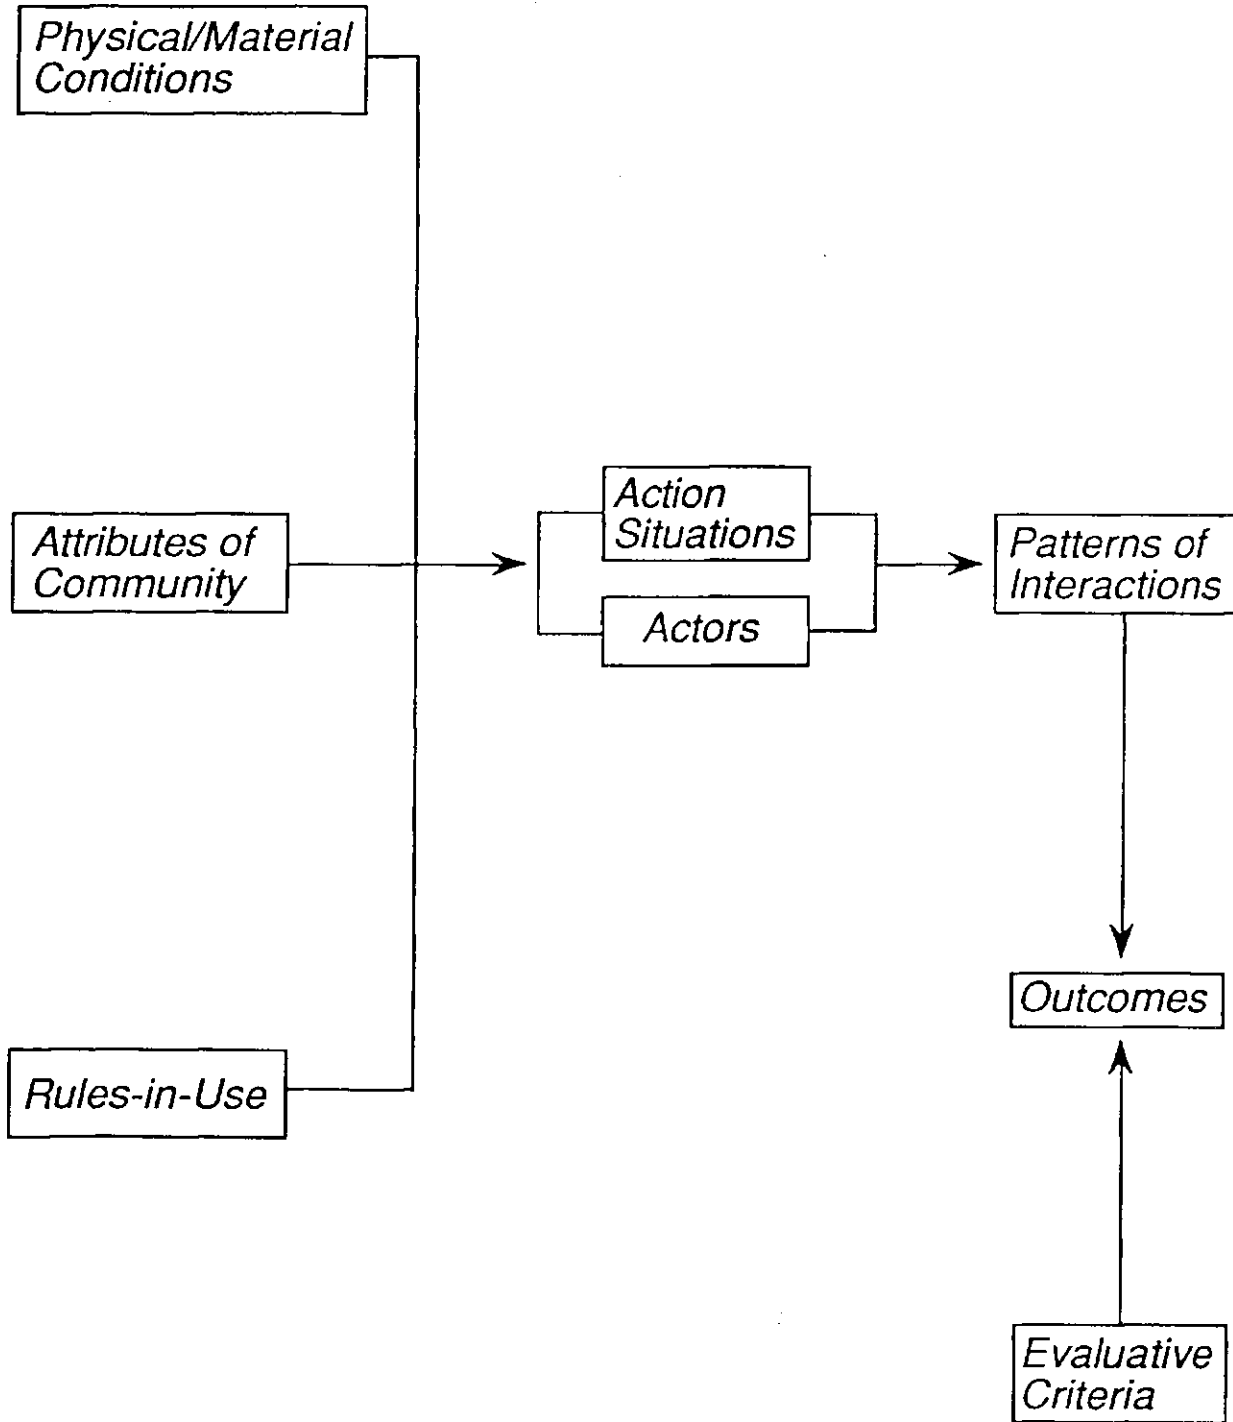 Physical/Material
Conditions
Attributes of
Community
Rules-in-Use
Action
Situations
Actors
Patterns of
Interactions
Outcomes
Evaluative
Criteria